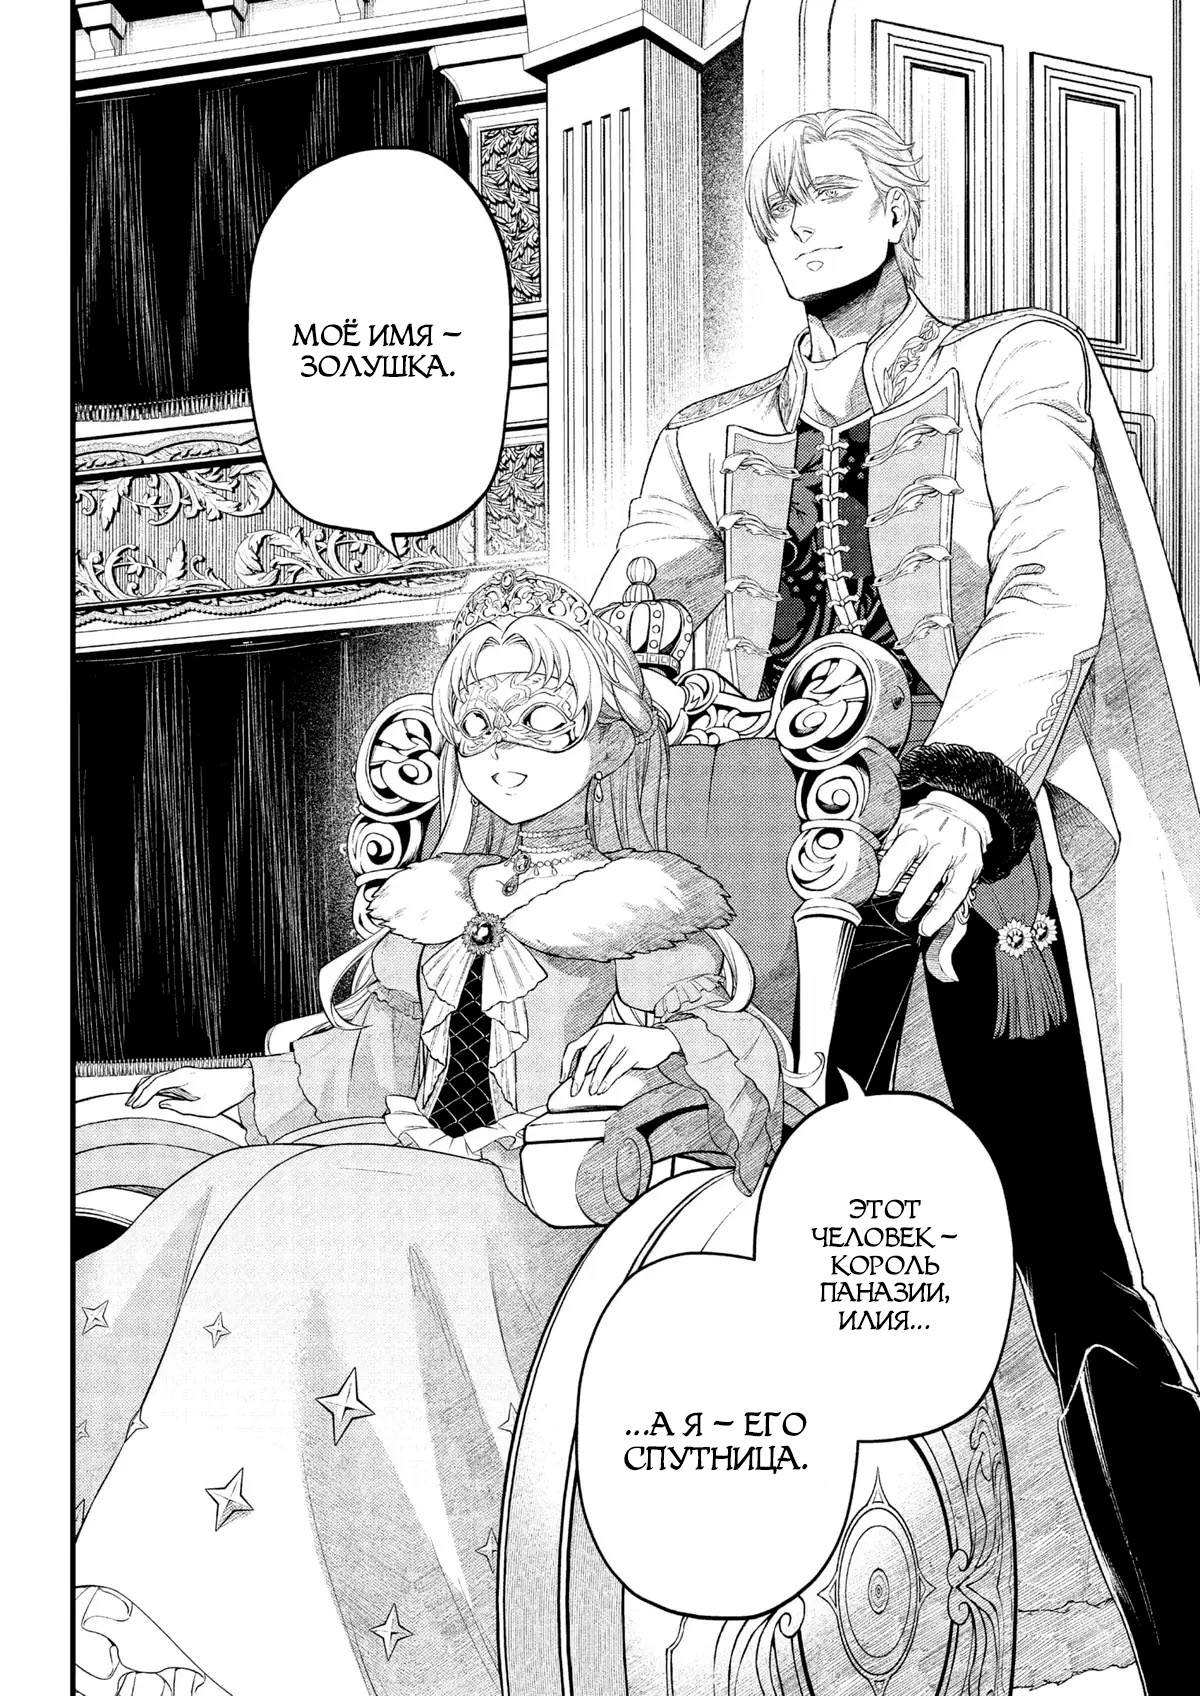 МОЁ ИМЯ –
ЗОЛУШКА.
ЭТОТ
ЧЕЛОВЕК –
КОРОЛЬ
ПАНАЗИИ,
ИЛИЯ...
...А Я – ЕГО
СПУТНИЦА.